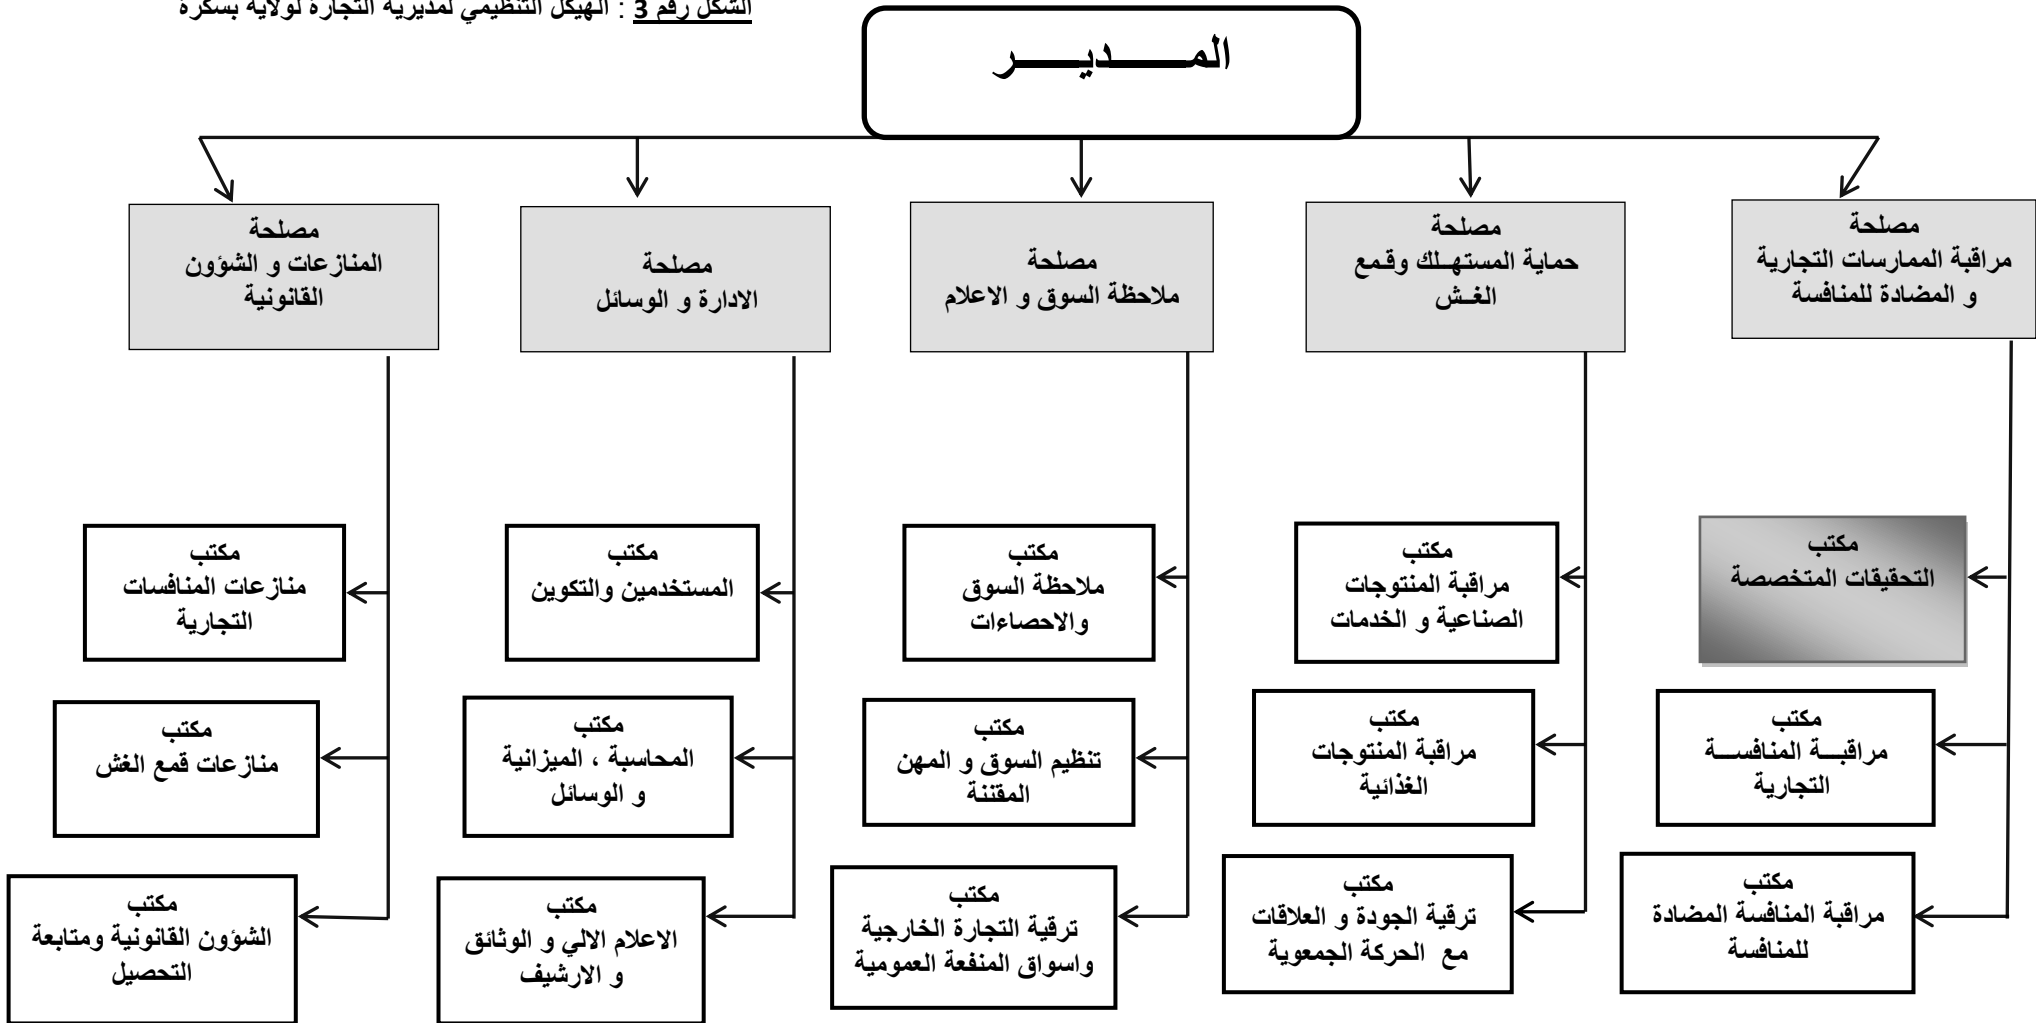 الشكل رقم 3 : الهيكل التنظيمي لمديرية التجارة لولاية بسكرة
المـــــــديـــــــر
مصلحة
مراقبة الممارسات التجارية
و المضادة للمنافسة
مصلحة
حماية المستهـلك وقـمع
الغـش
مصلحة
ملاحظة السوق و الاعلام
مصلحة
الادارة و الوسائل
مصلحة
المنازعات و الشؤون
القانونية
مكتب
التحقيقات المتخصصة
مكتب
مراقبة المنتوجات
الصناعية و الخدمات
مكتب
ملاحظة السوق
والاحصاءات
مكتب
المستخدمين والتكوين
مكتب
منازعات المنافسات
التجارية
مكتب
مراقبـــة المنافســـة
التجارية
مكتب
مراقبة المنتوجات
الغذائية
مكتب
تنظيم السوق و المهن
المقننة
مكتب
المحاسبة ، الميزانية
و الوسائل
مكتب
منازعات قمع الغش
مكتب
مراقبة المنافسة المضادة
للمنافسة
مكتب
ترقية الجودة و العلاقات
مع الحركة الجمعوية
مكتب
ترقية التجارة الخارجية
واسواق المنفعة العمومية
مكتب
الاعلام الالي و الوثائق
و الارشيف
مكتب
الشؤون القانونية ومتابعة
التحصيل